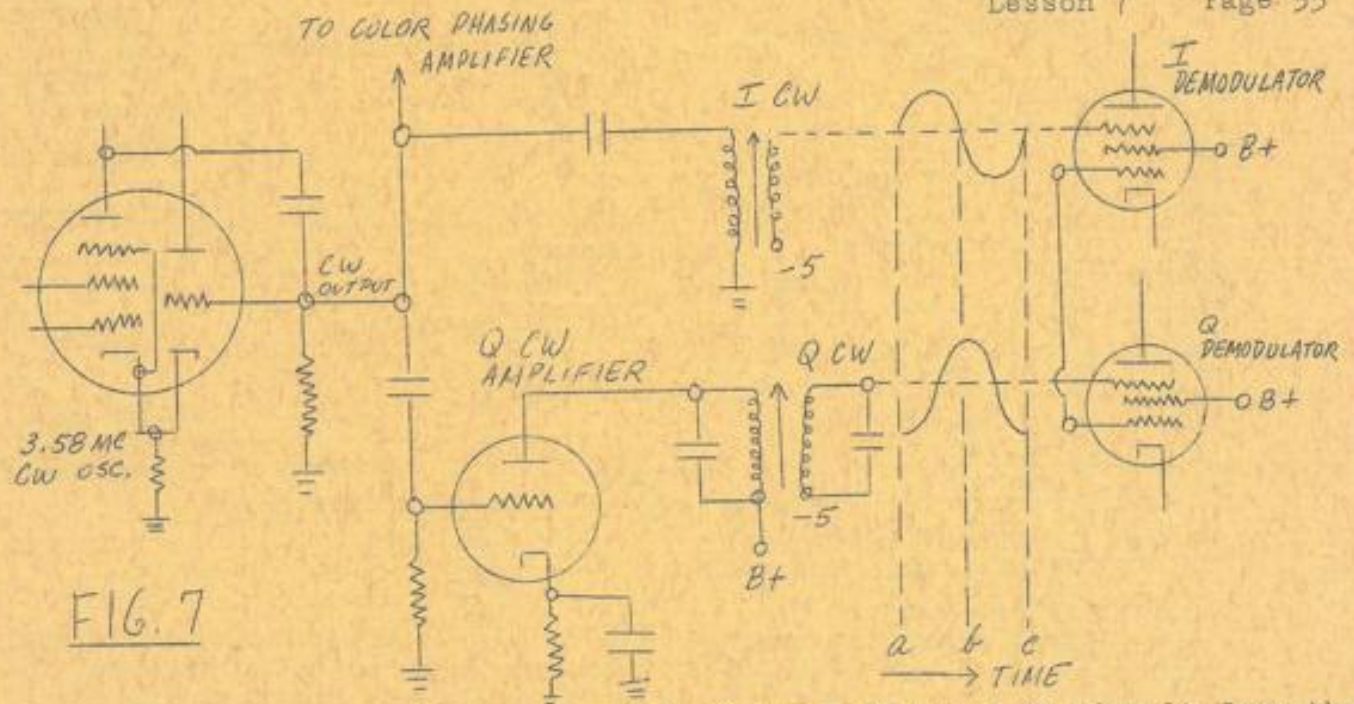 Lesson 7 Page 55
TO COLOR PHASING
AMPLIFIER
I
DEMODULATOR
I CW
B+
-5
CW
OUTPUT
Q CW
AMPLIFIER
Q CW
Q
DEMODULATOR
B+
3.58 MC
CW OSC.
-5
B+
FIG. 7
a b c
TIME